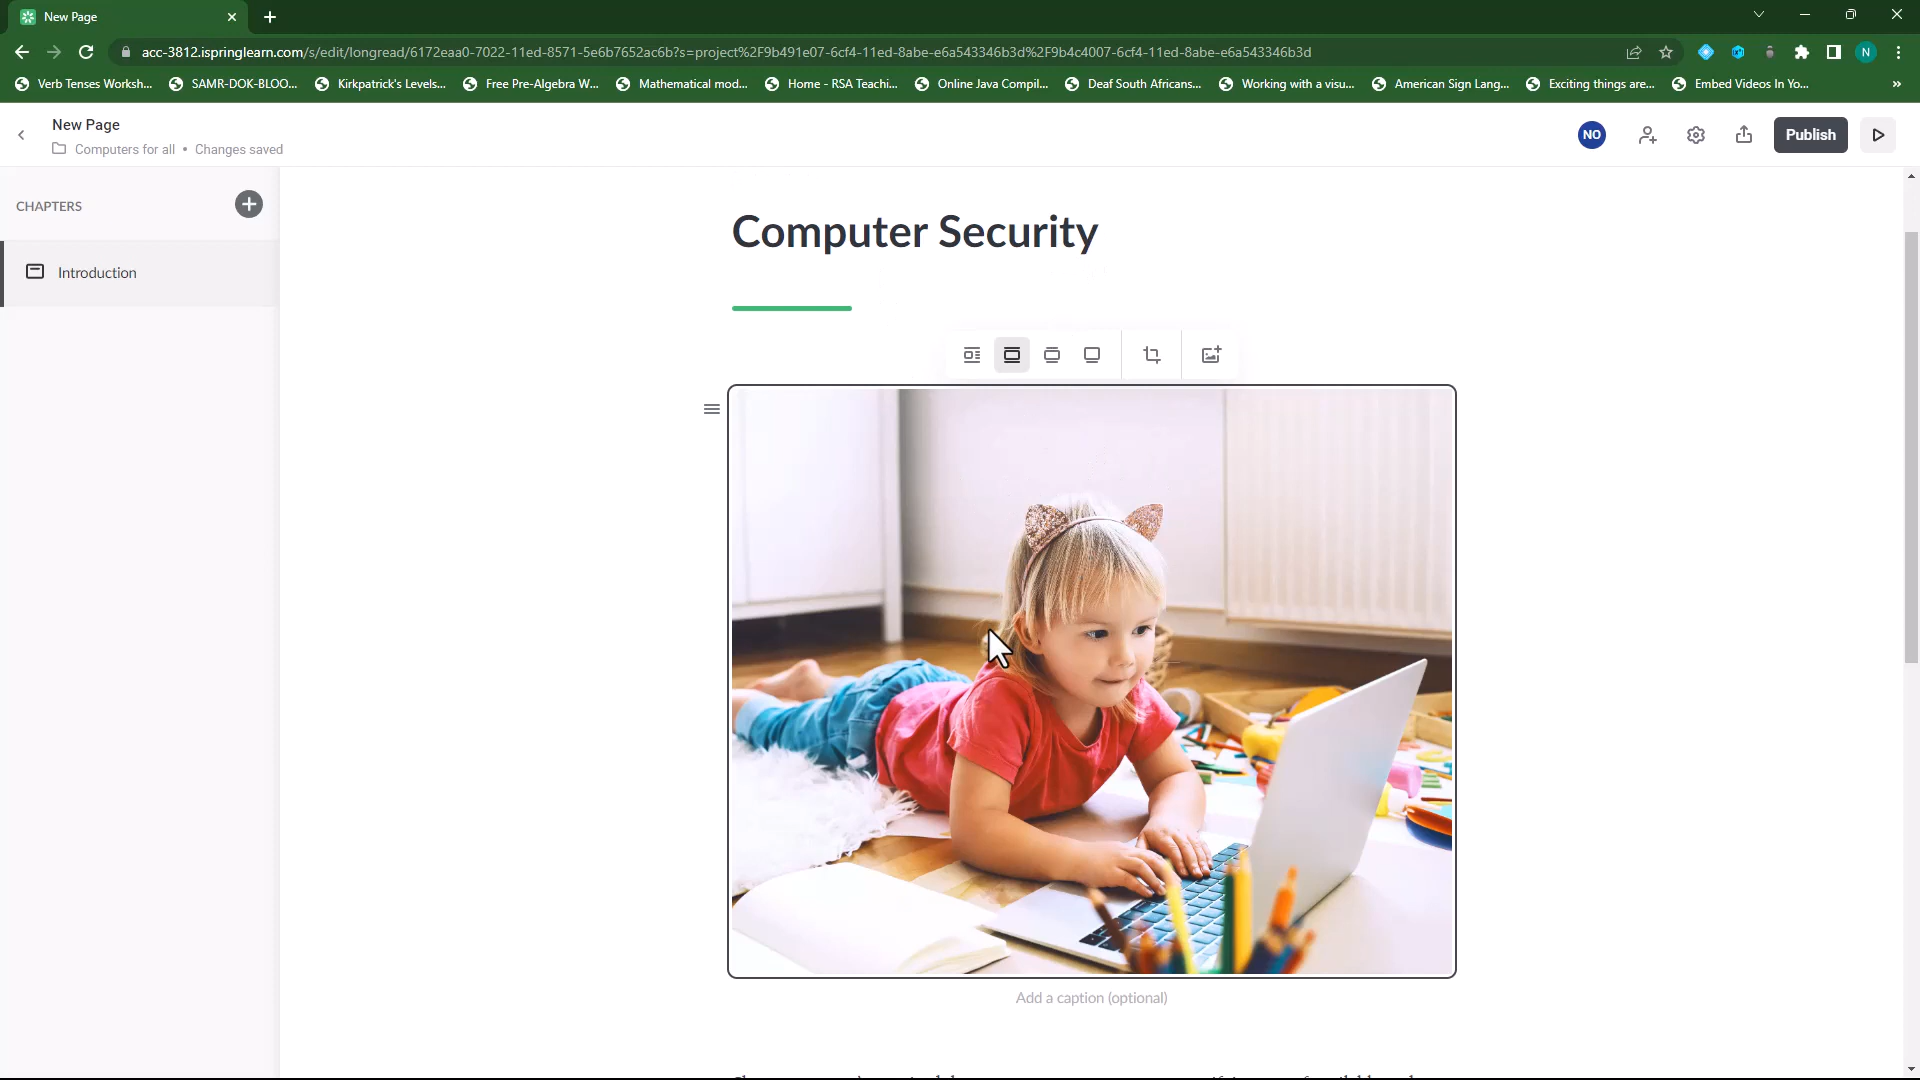 New Page
acc-3812.ispringlearn.com/s/edit/longread/6172eaa0-7022-11ed-8571-5e6b7652ac6b?s=project%2F9b491e07-6cf4-11ed-8abe-e6a543346b3d%2F9b4c4007-6cf4-11ed-8abe-e6a543346b3d
N
Verb Tenses Worksh... SAMR-DOK-BLOO... Kirkpatrick's Levels... Free Pre-Algebra W... Mathematical mod... Home - RSA Teachi... Online Java Compil... Deaf South Africans... Working with a visu... American Sign Lang... Exciting things are... Embed Videos In Yo... »
New Page
Computers for all • Changes saved
NO
Publish
CHAPTERS
Introduction
Computer Security
Add a caption (optional)